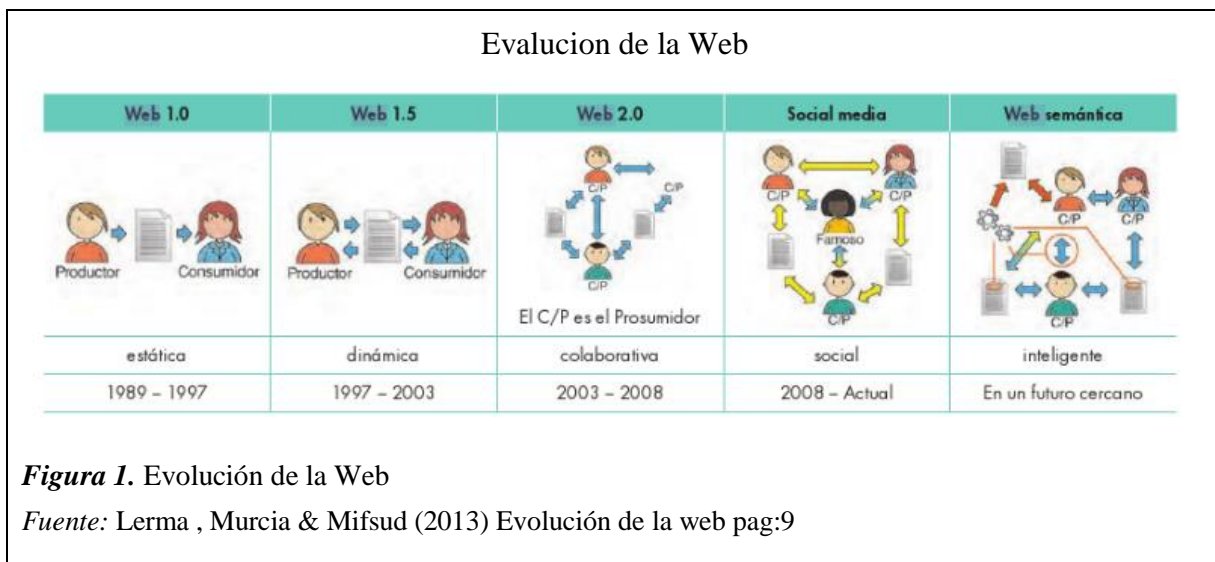 Evalucion de la Web
Web 1.0 Web 1.5 Web 2.0 Social media Web semántica
Productor Consumidor
Productor Consumidor
C/P
C/P
C/P
El C/P es el Prosumidor
C/P C/P
Famoso
C/P
C/P C/P
C/P
estática dinámica colaborativa social inteligente
1989 – 1997 1997 – 2003 2003 – 2008 2008 – Actual En un futuro cercano
Figura 1. Evolución de la Web
Fuente: Lerma , Murcia & Mifsud (2013) Evolución de la web pag:9